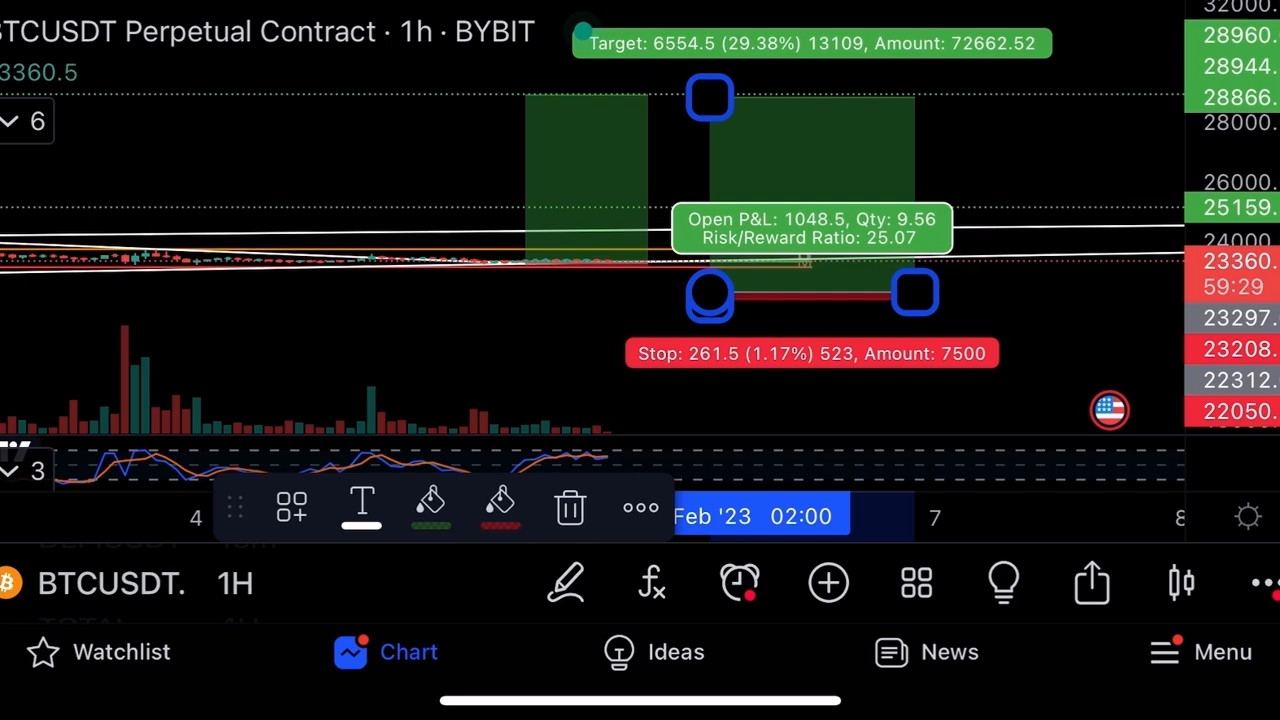 BTCUSDT Perpetual Contract · 1h · BYBIT
3360.5
6
Target: 6554.5 (29.38%) 13109, Amount: 72662.52
Open P&L: 1048.5, Qty: 9.56
Risk/Reward Ratio: 25.07
Stop: 261.5 (1.17%) 523, Amount: 7500
32000.
28960.
28944.
28866.
28000.
26000.
25159.
24000.
23360.
59:29
23297.
23208.
22312.
22050.
3
4
Feb '23 02:00
7
8
T
BTCUSDT. 1H
Watchlist
Chart
Ideas
News
Menu